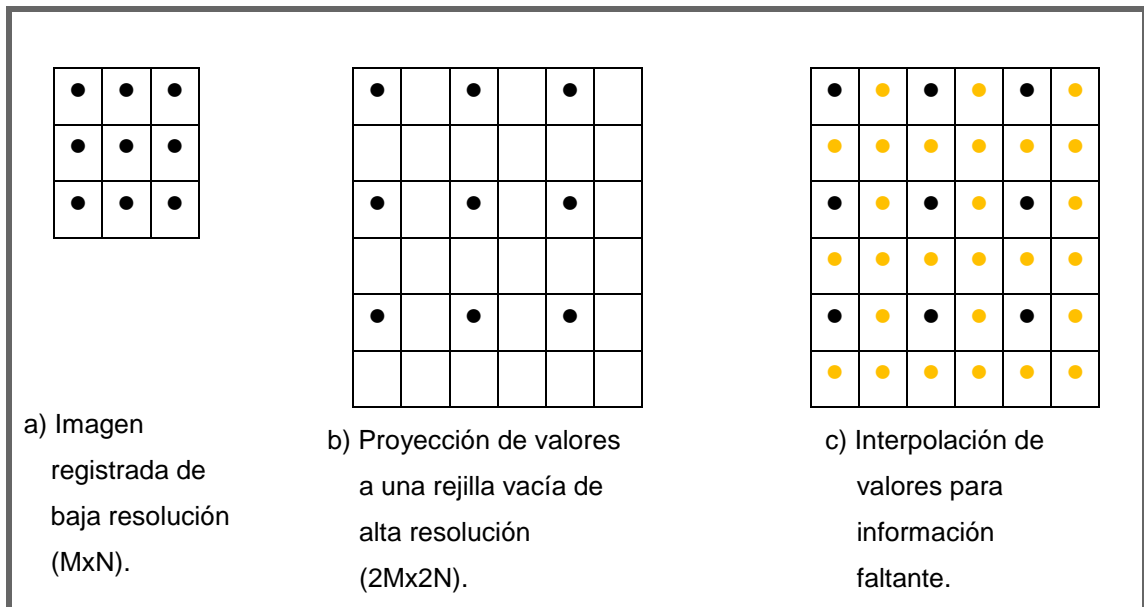 a) Imagen
registrada de
baja resolución
(MxN).
b) Proyección de valores
a una rejilla vacía de
alta resolución
(2Mx2N).
c) Interpolación de
valores para
información
faltante.